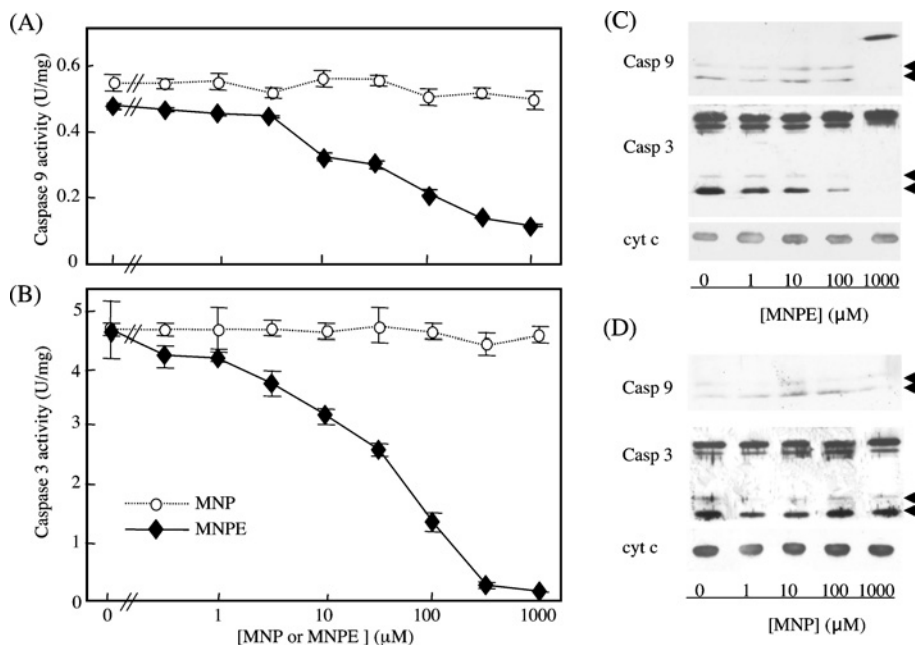 (A)
Caspase 9 activity (U/mg)
0.6
0.4
0.2
0
(B)
Caspase 3 activity (U/mg)
5
4
3
2
1
0
MNP
MNPE
0 1 10 100 1000
[MNP or MNPE ] (μM)
(C)
Casp 9
Casp 3
cyt c
0 1 10 100 1000
[MNPE] (μM)
(D)
Casp 9
Casp 3
cyt c
0 1 10 100 1000
[MNP] (μM)